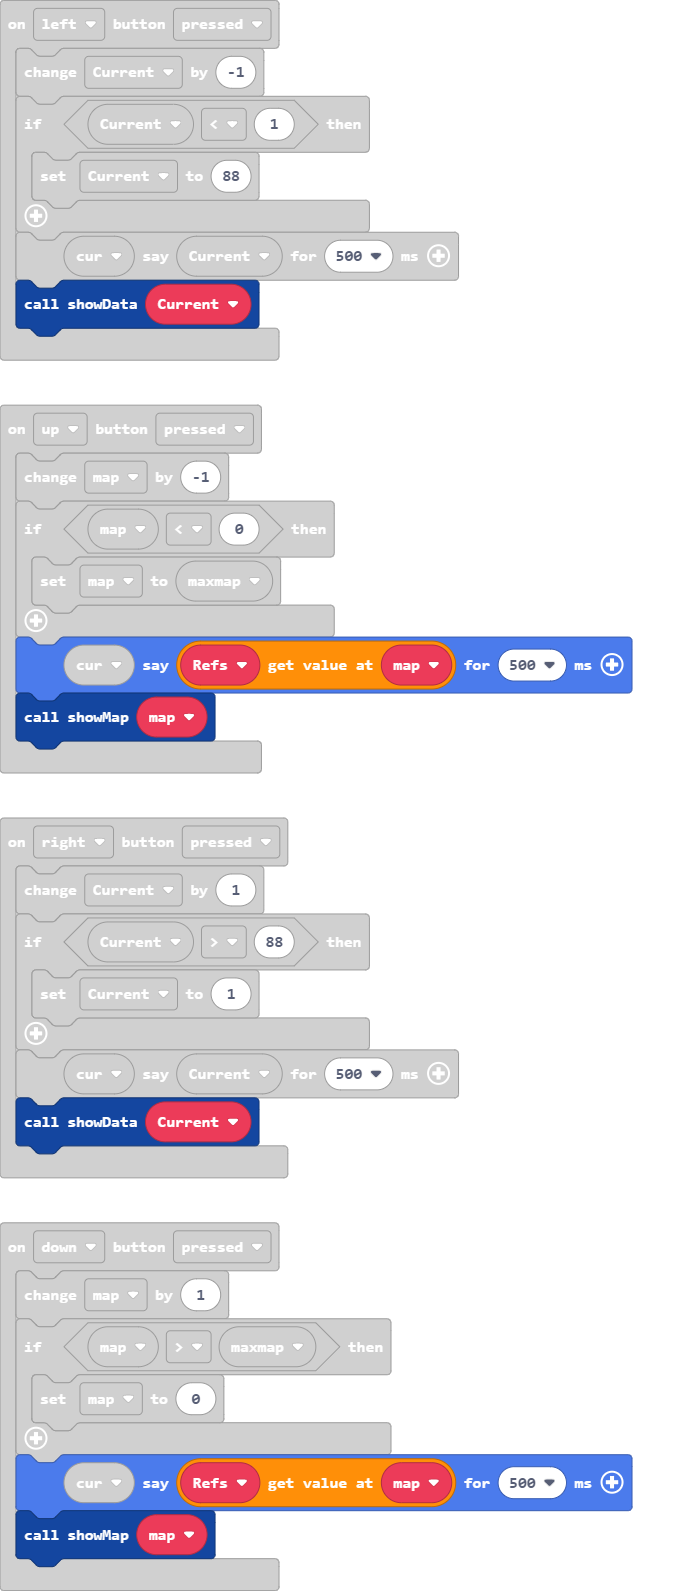 on left button pressed
change Current by -1
if Current < 1 then
set Current to 88
cur say Current for 500 ms
call showData Current
on up button pressed
change map by -1
if map < 0 then
set map to maxmap
cur say Refs get value at map for 500 ms
call showMap map
on right button pressed
change Current by 1
if Current > 88 then
set Current to 1
cur say Current for 500 ms
call showData Current
on down button pressed
change map by 1
if map > maxmap then
set map to 0
cur say Refs get value at map for 500 ms
call showMap map